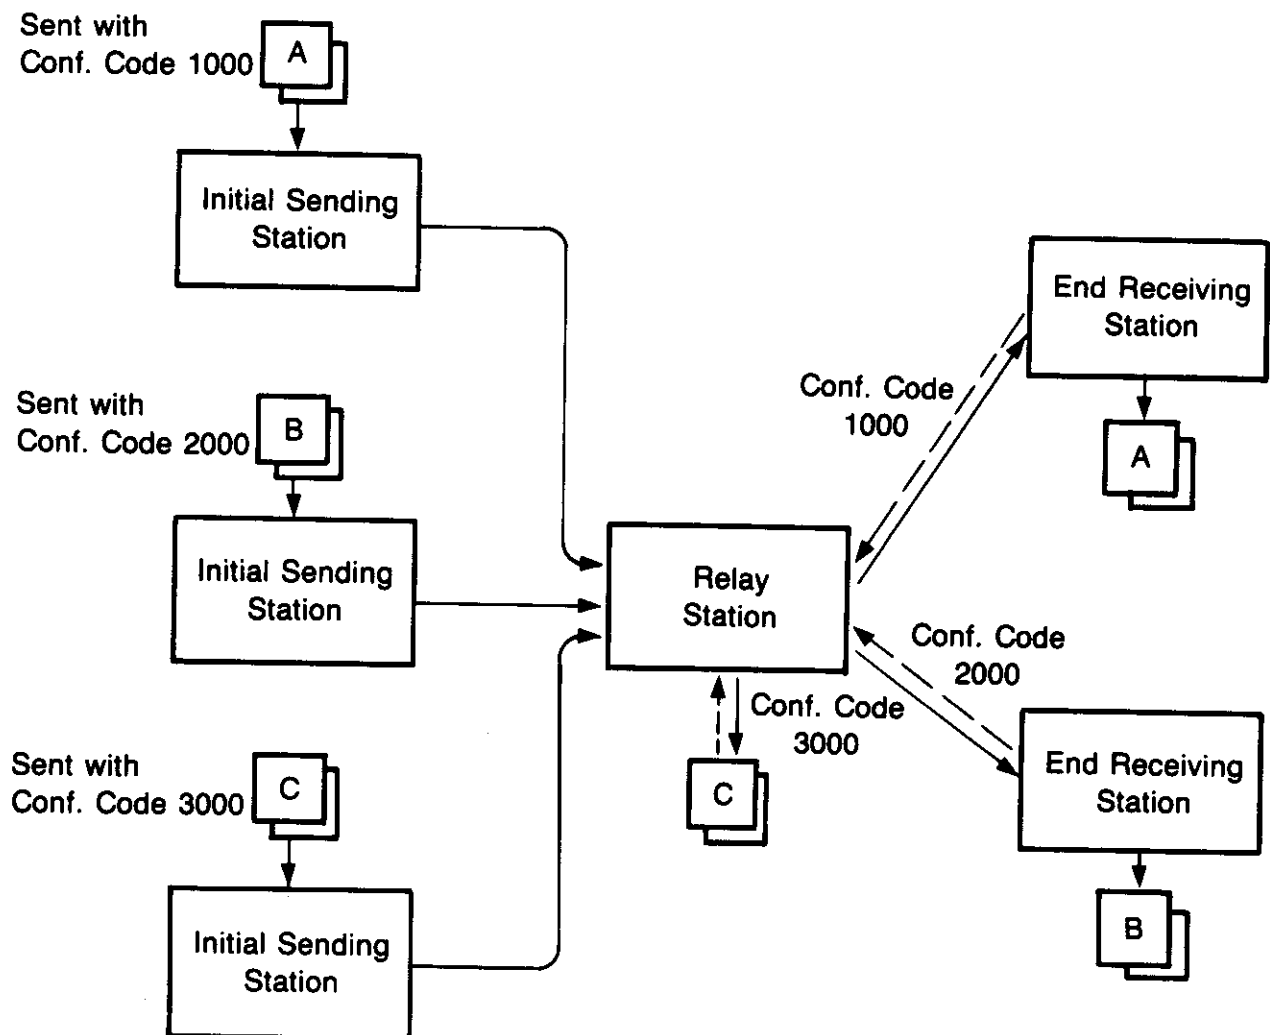 Sent with
Conf. Code 1000
A
Initial Sending
Station
Sent with
Conf. Code 2000
B
Initial Sending
Station
Sent with
Conf. Code 3000
C
Initial Sending
Station
Relay
Station
Conf. Code
3000
C
Conf. Code
1000
End Receiving
Station
A
Conf. Code
2000
End Receiving
Station
B